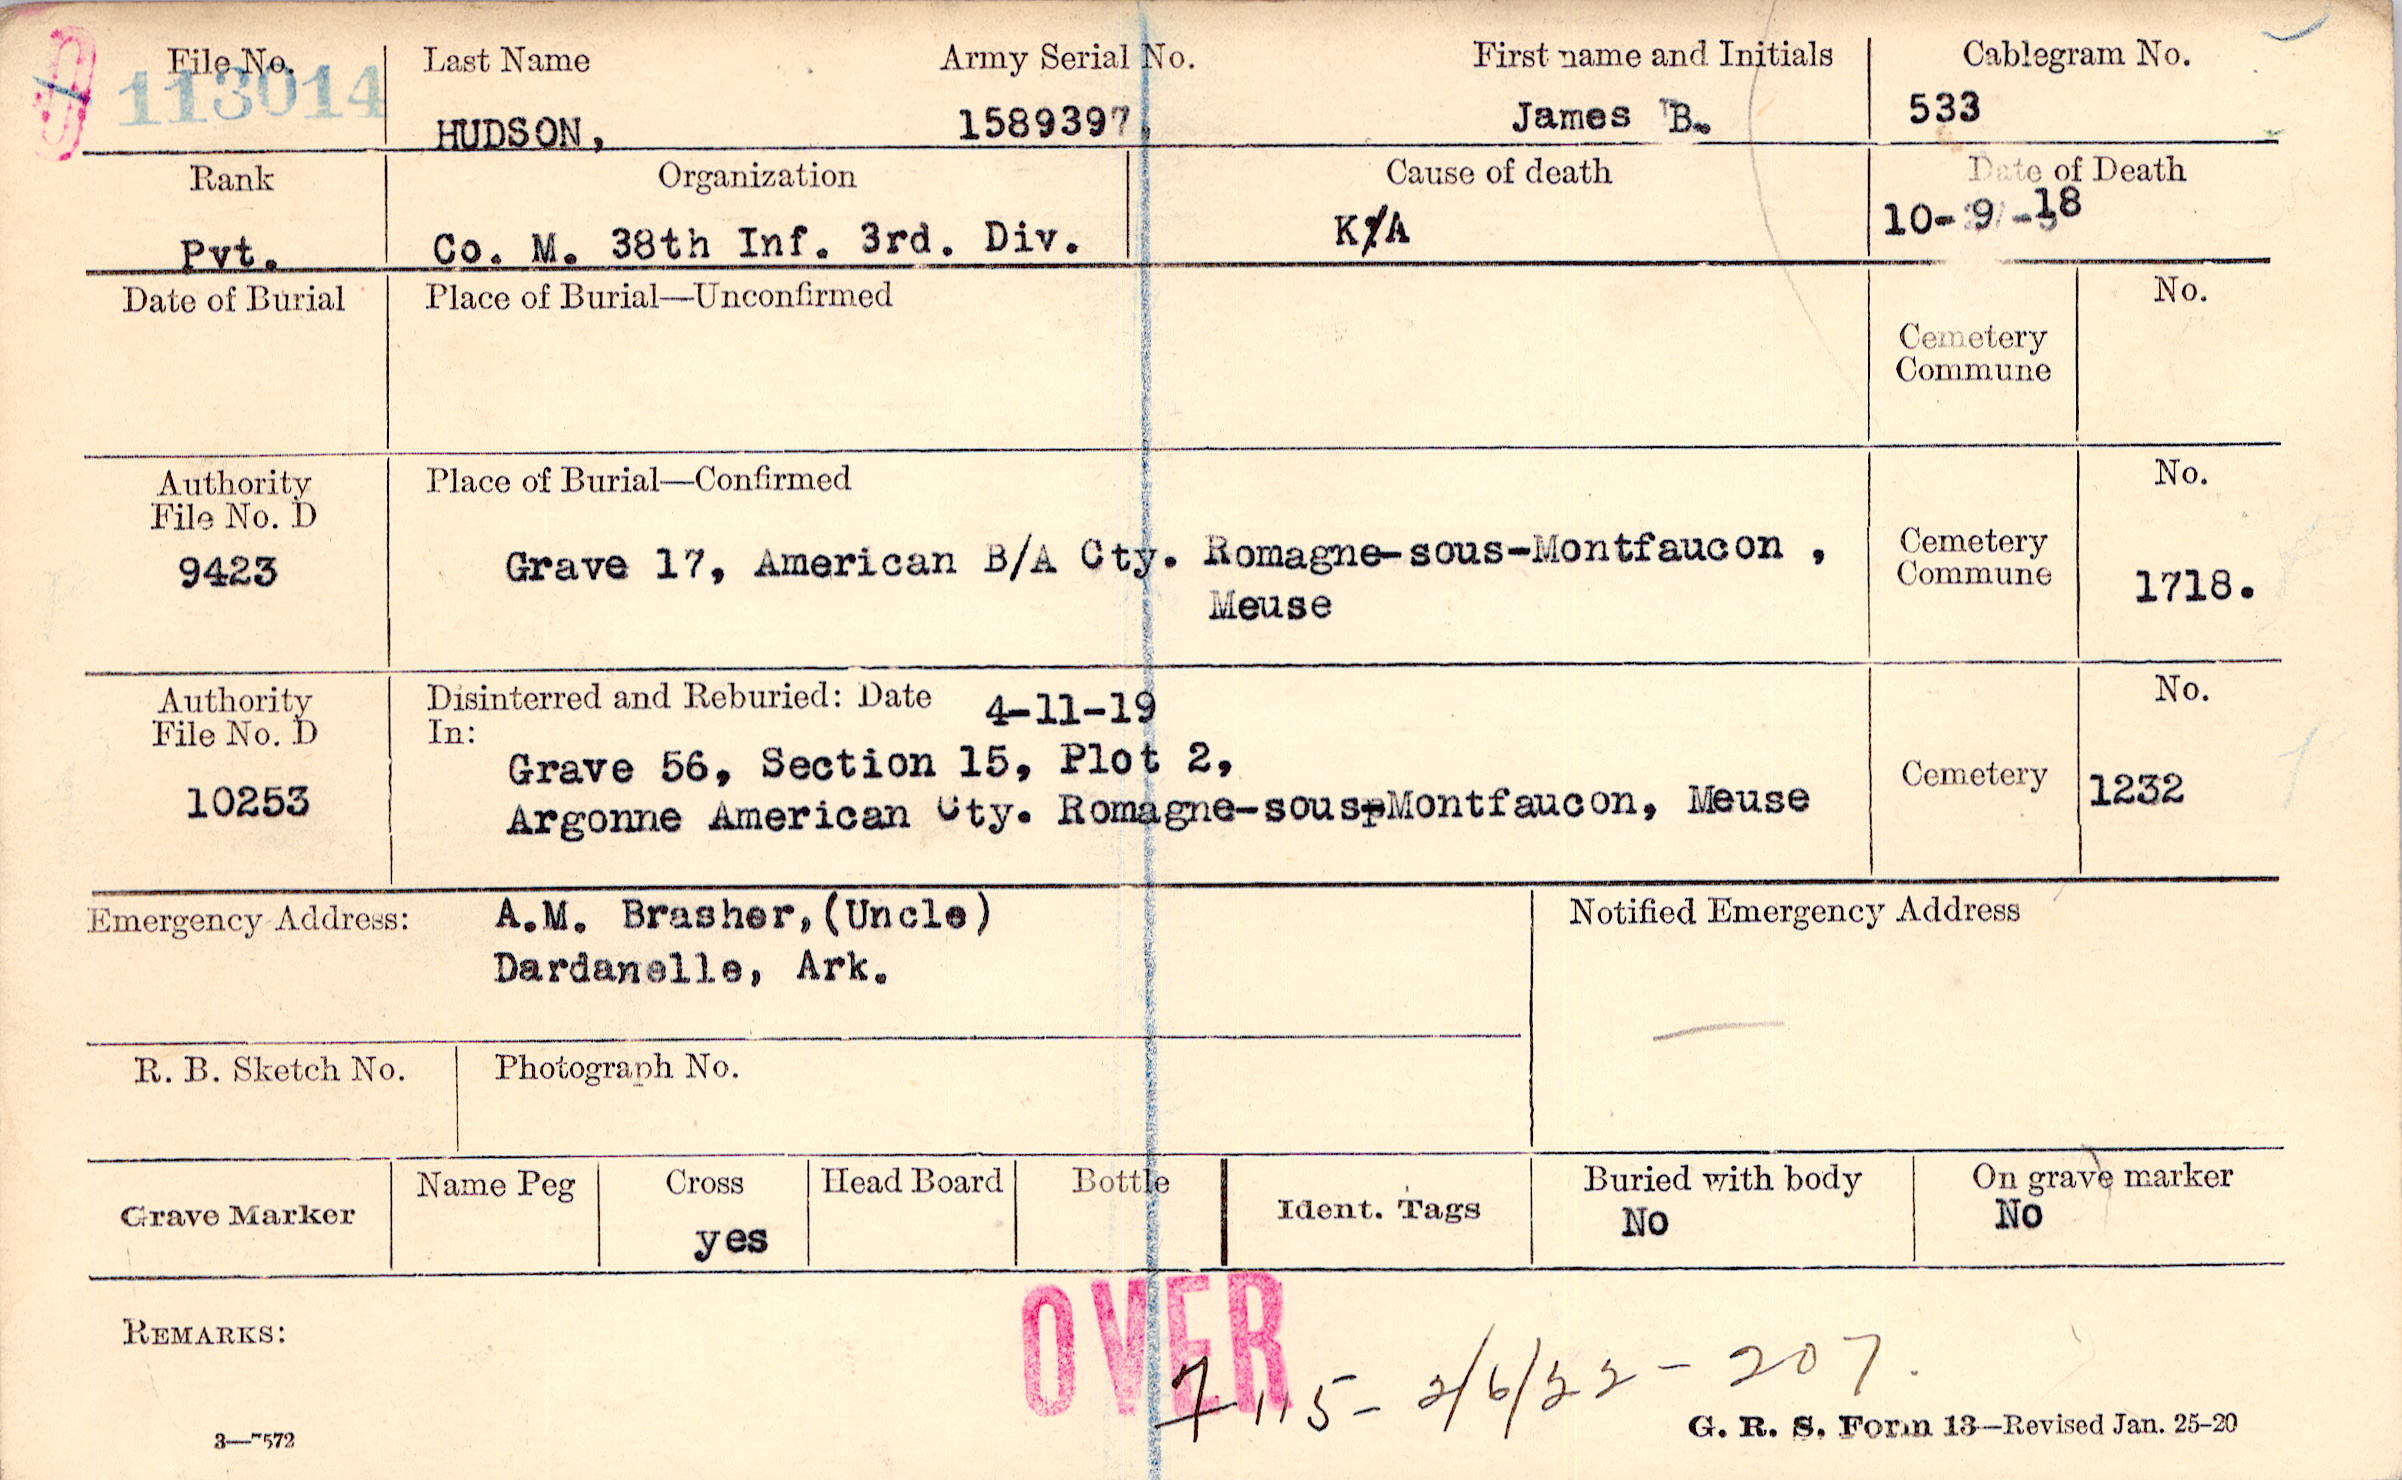 File No.
113014
Last Name
Army Serial No.
First name and Initials
Cablegram No.
HUDSON,
1589397
James B.
533
Rank
Organization
Cause of death
Date of Death
Pvt.
Co. M. 38th Inf. 3rd. Div.
K/A
10-9-18
Date of Burial
Place of Burial—Unconfirmed
Cemetery
Commune
No.
Authority
File No. D
9423
Place of Burial—Confirmed
Grave 17, American B/A Cty. Romagne-sous-Montfaucon ,
Meuse
Cemetery
Commune
No.
1718.
Authority
File No. D
10253
Disinterred and Reburied: Date 4-11-19
In:
Grave 56, Section 15, Plot 2,
Argonne American Cty. Romagne-sous-Montfaucon, Meuse
Cemetery
No.
1232
Emergency Address: A.M. Brasher,(Uncle)
Dardanelle, Ark.
Notified Emergency Address
R. B. Sketch No.
Photograph No.
Grave Marker
Name Peg
Cross
yes
Head Board
Bottle
Ident. Tags
Buried with body
No
On grave marker
No
REMARKS:
OVER
2/6/22 - 207.
3—7572
G. R. S. Form 13—Revised Jan. 25-20